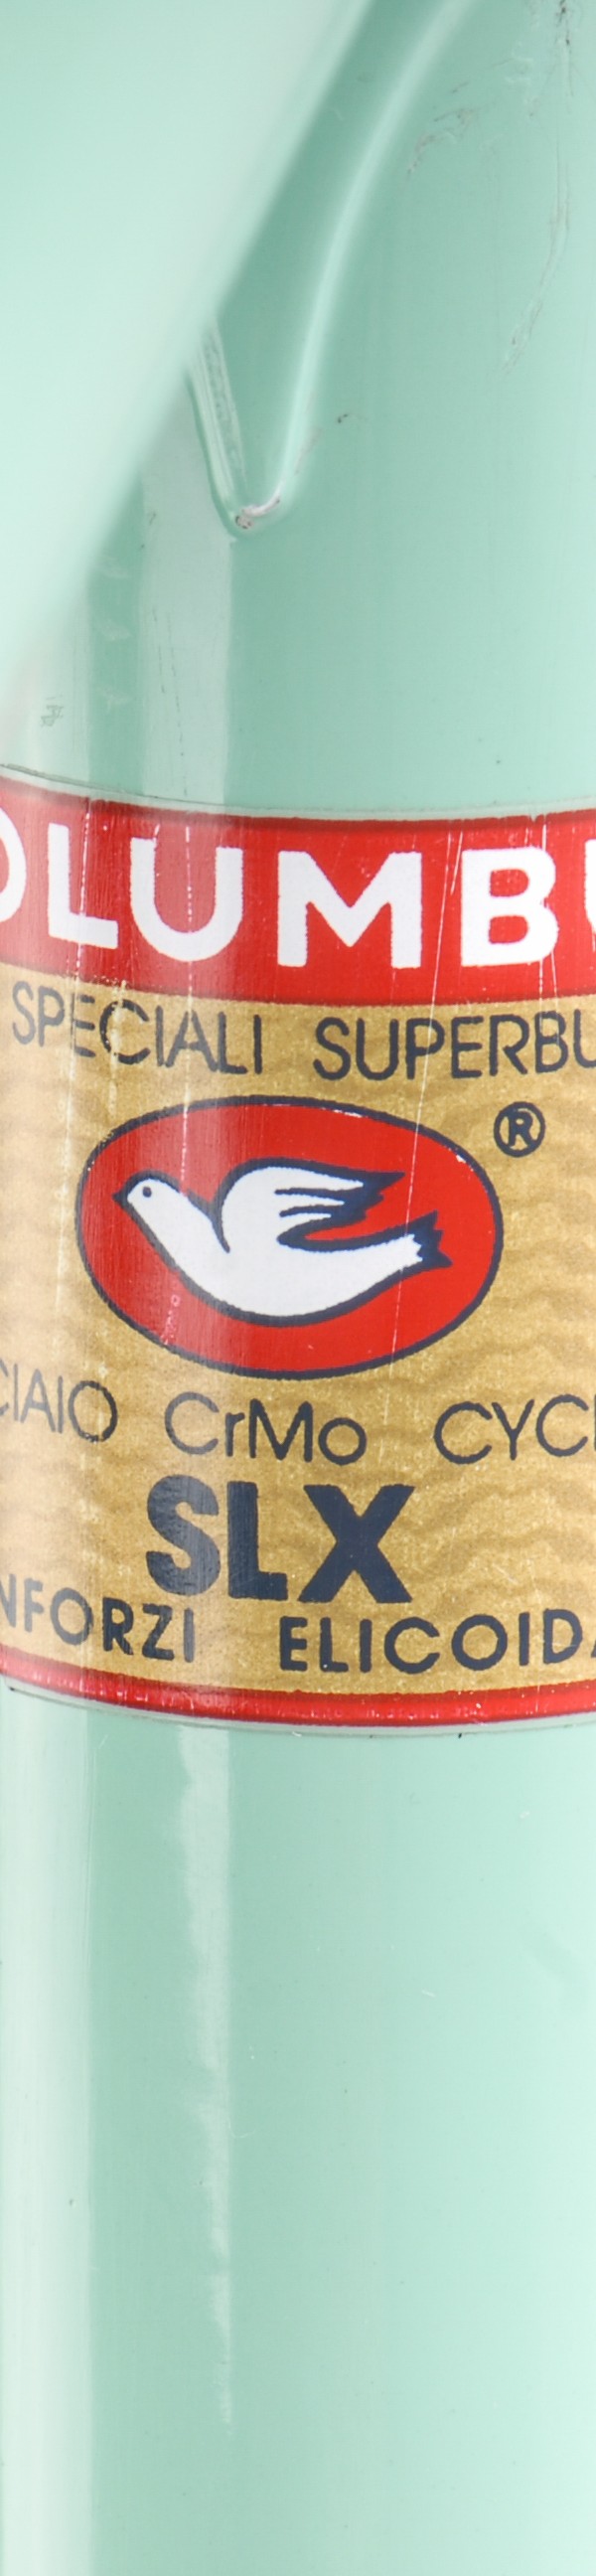 OLUMBU
SPECIALI SUPERBU
®
CIAIO CrMo CYCL
SLX
NFORZI ELICOIDA